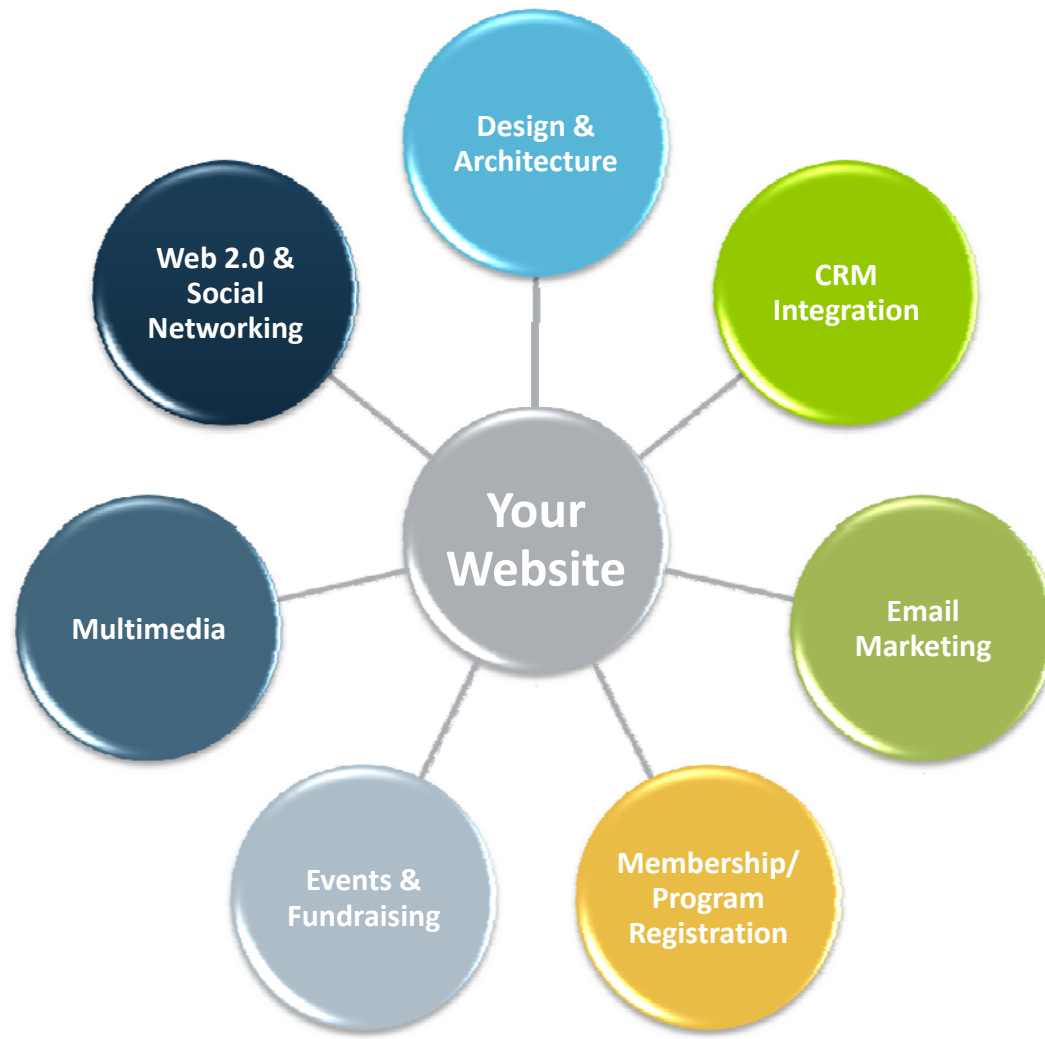 Design &
Architecture
CRM
Integration
Email
Marketing
Membership/
Program
Registration
Events &
Fundraising
Multimedia
Web 2.0 &
Social
Networking
Your
Website